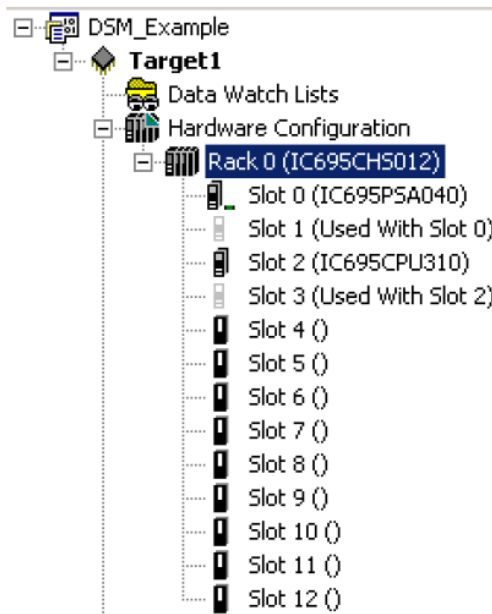 DSM_Example
Target1
Data Watch Lists
Hardware Configuration
Rack 0 (IC695CHS012)
Slot 0 (IC695PSA040)
Slot 1 (Used With Slot 0)
Slot 2 (IC695CPU310)
Slot 3 (Used With Slot 2)
Slot 4 ()
Slot 5 ()
Slot 6 ()
Slot 7 ()
Slot 8 ()
Slot 9 ()
Slot 10 ()
Slot 11 ()
Slot 12 ()